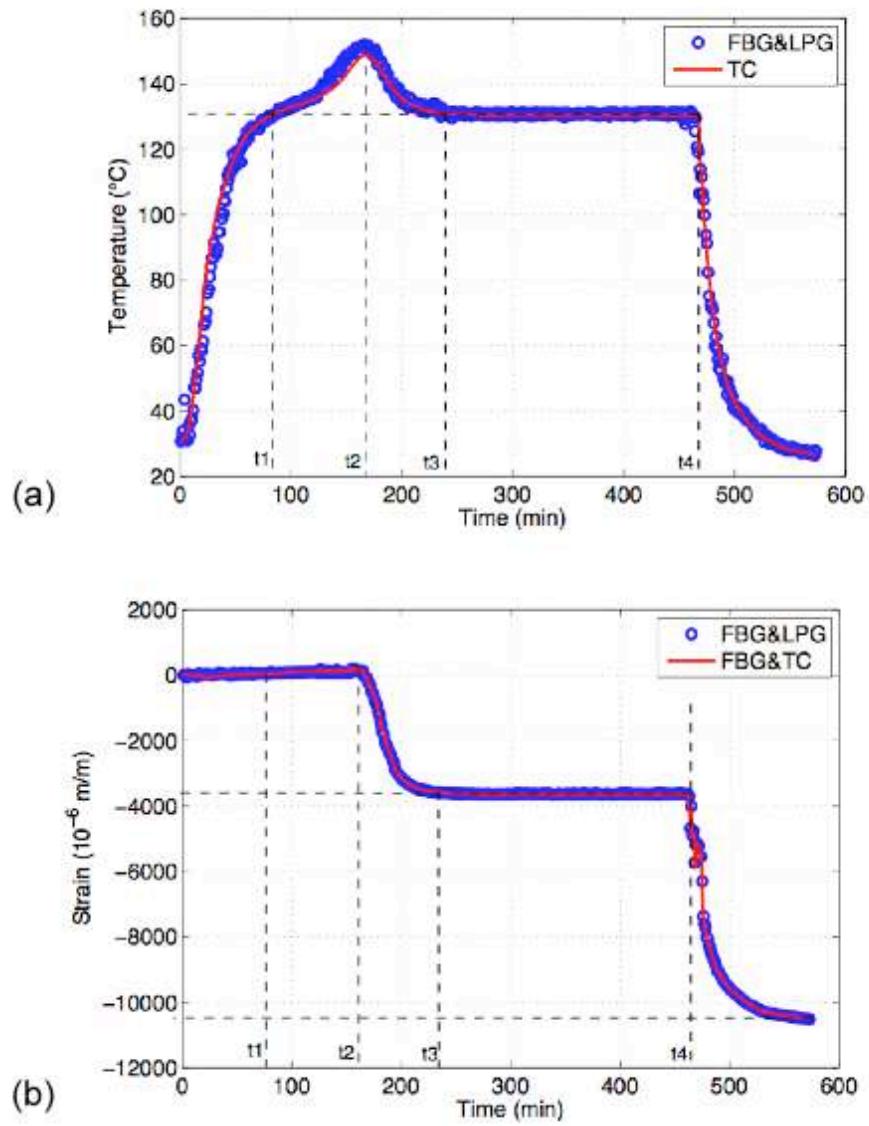 160
140
120
100
80
60
40
20
Temperature (°C)
FBG&LPG
TC
t1
t2
t3
t4
0
100
200
300
400
500
600
Time (min)
(a)
2000
0
−2000
−4000
−6000
−8000
−10000
−12000
Strain (10⁻⁶ m/m)
FBG&LPG
FBG&TC
t1
t2
t3
t4
0
100
200
300
400
500
600
Time (min)
(b)